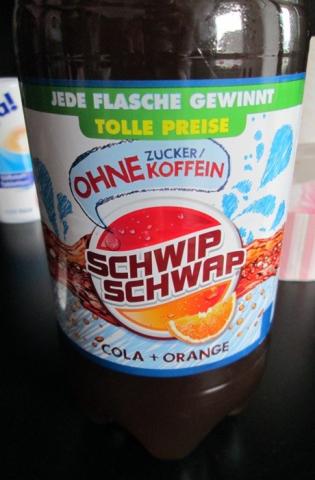 JEDE FLASCHE GEWINNT
TOLLE PREISE
OHNE ZUCKER/
KOFFEIN
SCHWIP
SCHWAP
COLA + ORANGE
a!